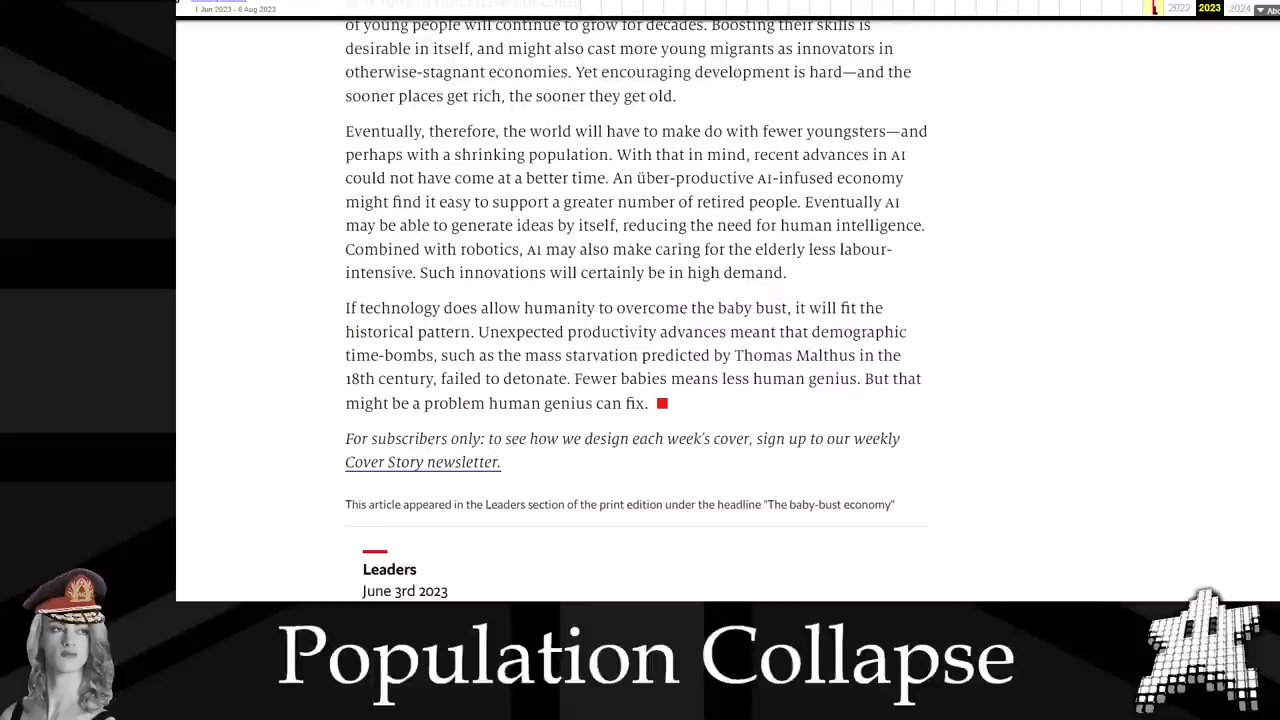 1 Jun 2023 - 6 Aug 2023
2022 2023 2024
of young people will continue to grow for decades. Boosting their skills is
desirable in itself, and might also cast more young migrants as innovators in
otherwise-stagnant economies. Yet encouraging development is hard—and the
sooner places get rich, the sooner they get old.
Eventually, therefore, the world will have to make do with fewer youngsters—and
perhaps with a shrinking population. With that in mind, recent advances in AI
could not have come at a better time. An über-productive AI-infused economy
might find it easy to support a greater number of retired people. Eventually AI
may be able to generate ideas by itself, reducing the need for human intelligence.
Combined with robotics, AI may also make caring for the elderly less labour-
intensive. Such innovations will certainly be in high demand.
If technology does allow humanity to overcome the baby bust, it will fit the
historical pattern. Unexpected productivity advances meant that demographic
time-bombs, such as the mass starvation predicted by Thomas Malthus in the
18th century, failed to detonate. Fewer babies means less human genius. But that
might be a problem human genius can fix.
For subscribers only: to see how we design each week's cover, sign up to our weekly
Cover Story newsletter.
This article appeared in the Leaders section of the print edition under the headline "The baby-bust economy"
Leaders
June 3rd 2023
Population Collapse